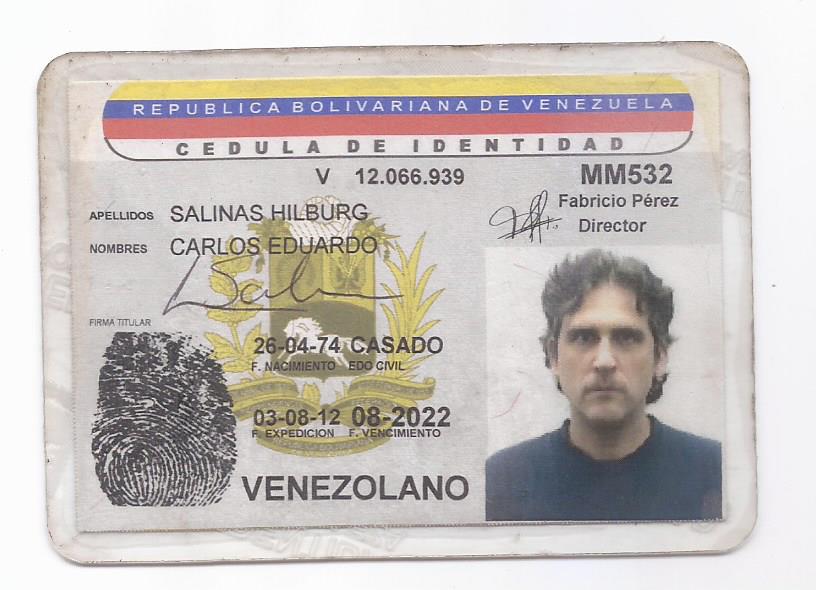 REPUBLICA BOLIVARIANA DE VENEZUELA
CEDULA DE IDENTIDAD
V 12.066.939
MM532
Fabricio Pérez
Director
APELLIDOS SALINAS HILBURG
NOMBRES CARLOS EDUARDO
FIRMA TITULAR
26-04-74 CASADO
F. NACIMIENTO EDO CIVIL
03-08-12 08-2022
F. EXPEDICION F. VENCIMIENTO
VENEZOLANO